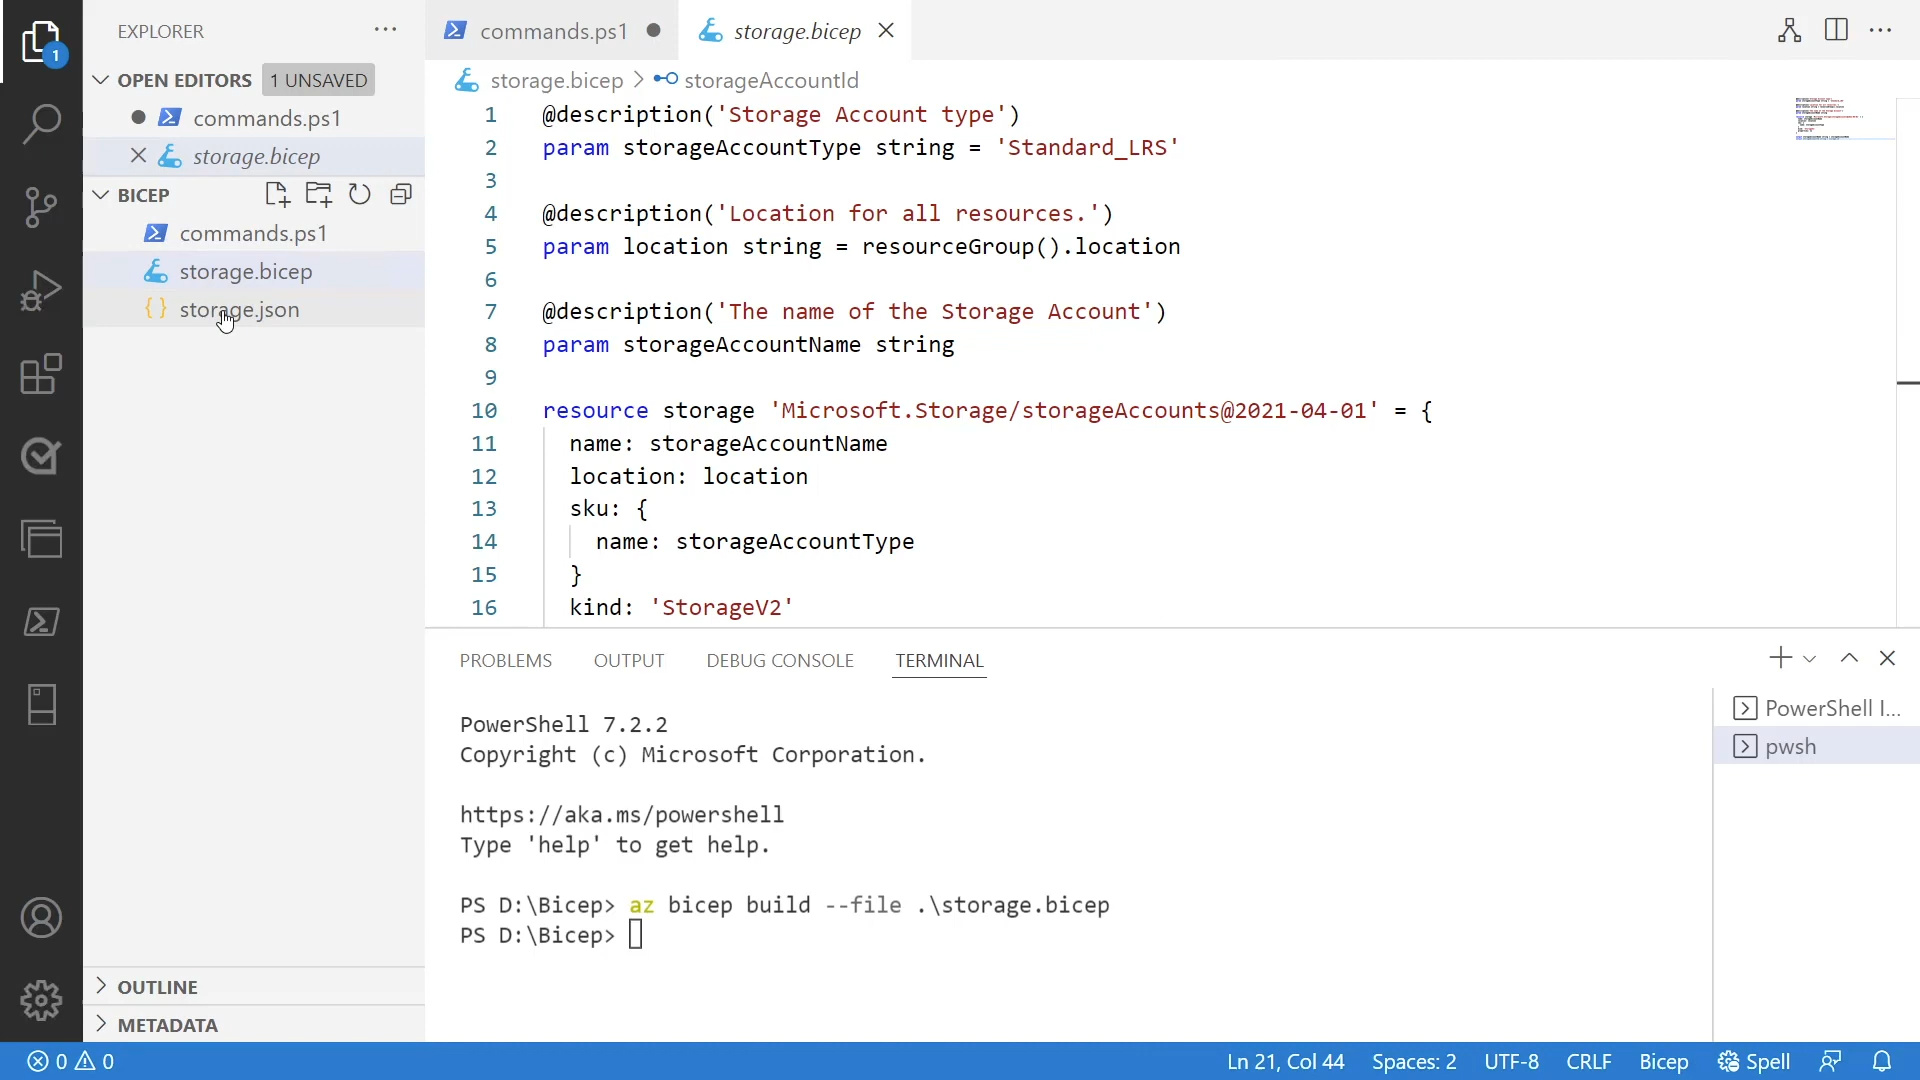 EXPLORER
OPEN EDITORS 1 UNSAVED
commands.ps1
storage.bicep
BICEP
commands.ps1
storage.bicep
storage.json
OUTLINE
METADATA
1
commands.ps1
storage.bicep
storage.bicep > storageAccountId
1 @description('Storage Account type')
2 param storageAccountType string = 'Standard_LRS'
3
4 @description('Location for all resources.')
5 param location string = resourceGroup().location
6
7 @description('The name of the Storage Account')
8 param storageAccountName string
9
10 resource storage 'Microsoft.Storage/storageAccounts@2021-04-01' = {
11 name: storageAccountName
12 location: location
13 sku: {
14 name: storageAccountType
15 }
16 kind: 'StorageV2'
PROBLEMS OUTPUT DEBUG CONSOLE TERMINAL
PowerShell 7.2.2
Copyright (c) Microsoft Corporation.
https://aka.ms/powershell
Type 'help' to get help.
PS D:\Bicep> az bicep build --file .\storage.bicep
PS D:\Bicep>
PowerShell I...
pwsh
0 0 Ln 21, Col 44 Spaces: 2 UTF-8 CRLF Bicep Spell